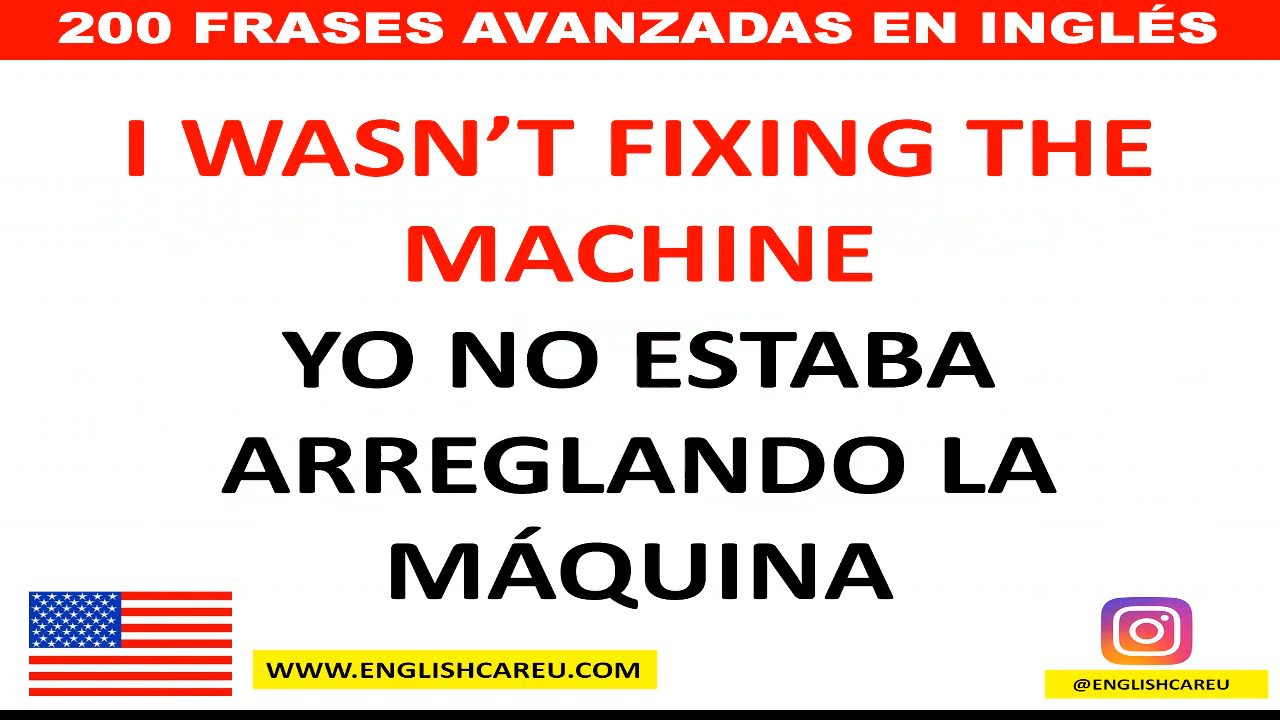 200 FRASES AVANZADAS EN INGLÉS
I WASN’T FIXING THE
MACHINE
YO NO ESTABA
ARREGLANDO LA
MÁQUINA
WWW.ENGLISHCAREU.COM
@ENGLISHCAREU